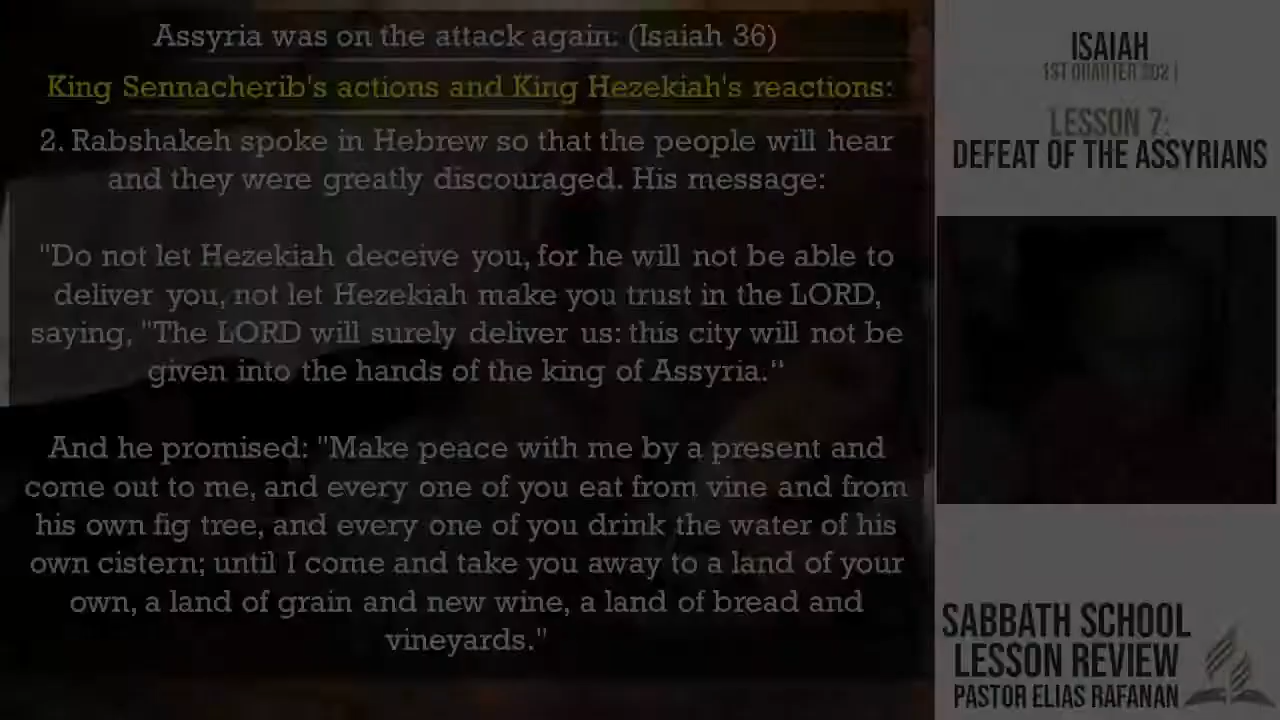 Assyria was on the attack again: (Isaiah 36)
King Sennacherib's actions and King Hezekiah's reactions:
2. Rabshakeh spoke in Hebrew so that the people will hear
and they were greatly discouraged. His message:
"Do not let Hezekiah deceive you, for he will not be able to
deliver you, not let Hezekiah make you trust in the LORD,
saying, "The LORD will surely deliver us: this city will not be
given into the hands of the king of Assyria."
And he promised: "Make peace with me by a present and
come out to me, and every one of you eat from vine and from
his own fig tree, and every one of you drink the water of his
own cistern; until I come and take you away to a land of your
own, a land of grain and new wine, a land of bread and
vineyards."
ISAIAH
1ST QUARTER 2021
LESSON 7:
DEFEAT OF THE ASSYRIANS
SABBATH SCHOOL
LESSON REVIEW
PASTOR ELIAS RAFANAN